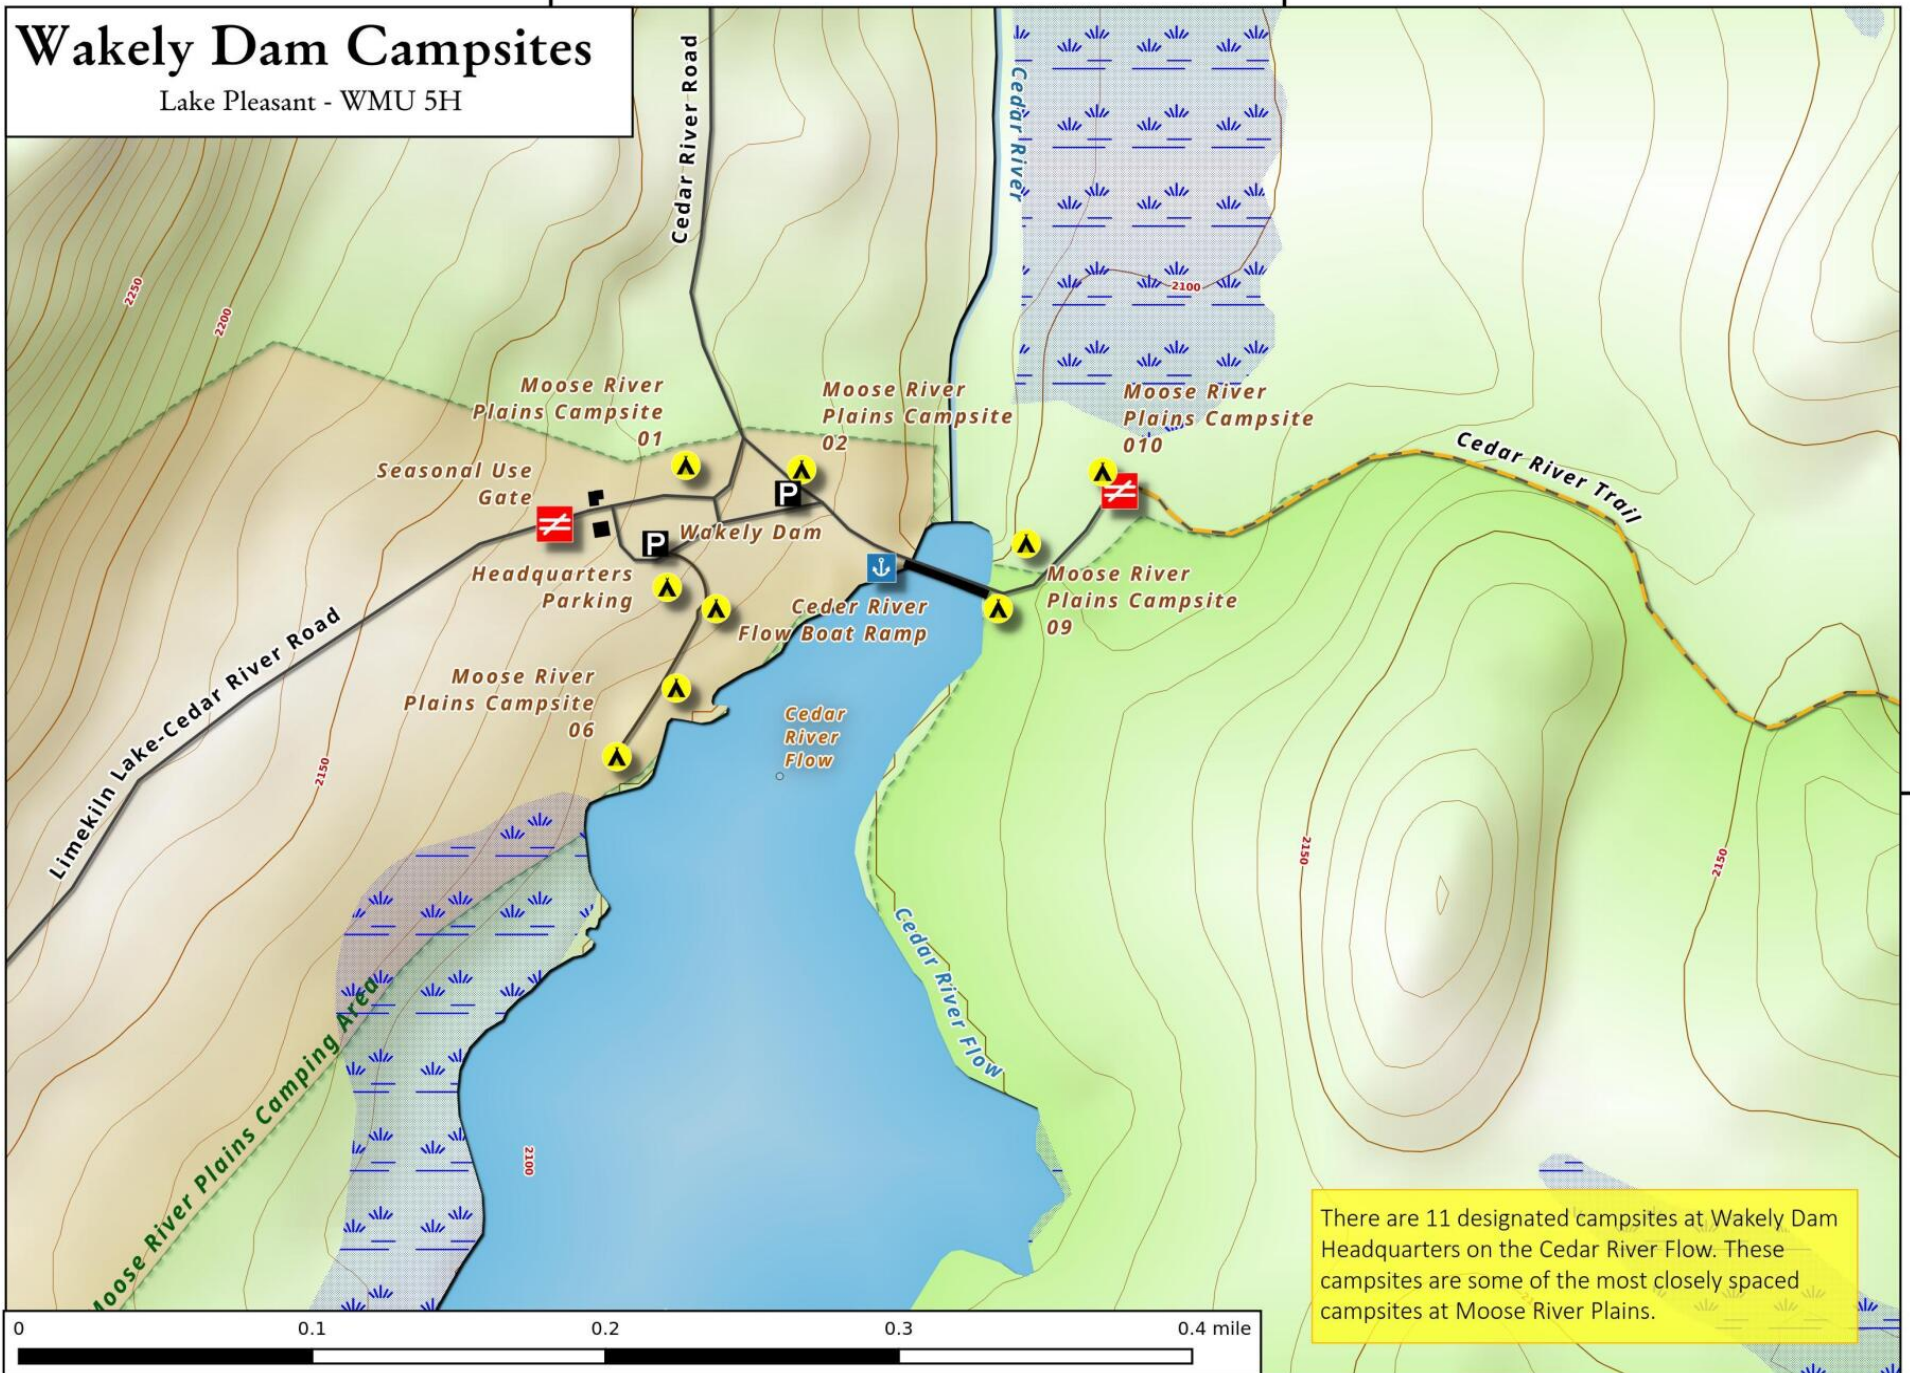 Wakely Dam Campsites
Lake Pleasant - WMU 5H
Cedar River Road
Cedar River
2250
2200
2100
Moose River
Plains Campsite
01
Moose River
Plains Campsite
02
Moose River
Plains Campsite
010
Seasonal Use
Gate
Cedar River Trail
P
P
Wakely Dam
Headquarters
Parking
Ceder River
Flow Boat Ramp
Moose River
Plains Campsite
09
Limekiln Lake-Cedar River Road
Moose River
Plains Campsite
06
Cedar
River
Flow
2150
2150
2150
Cedar River Flow
Moose River Plains Camping Area
2100
There are 11 designated campsites at Wakely Dam
Headquarters on the Cedar River Flow. These
campsites are some of the most closely spaced
campsites at Moose River Plains.
0 0.1 0.2 0.3 0.4 mile